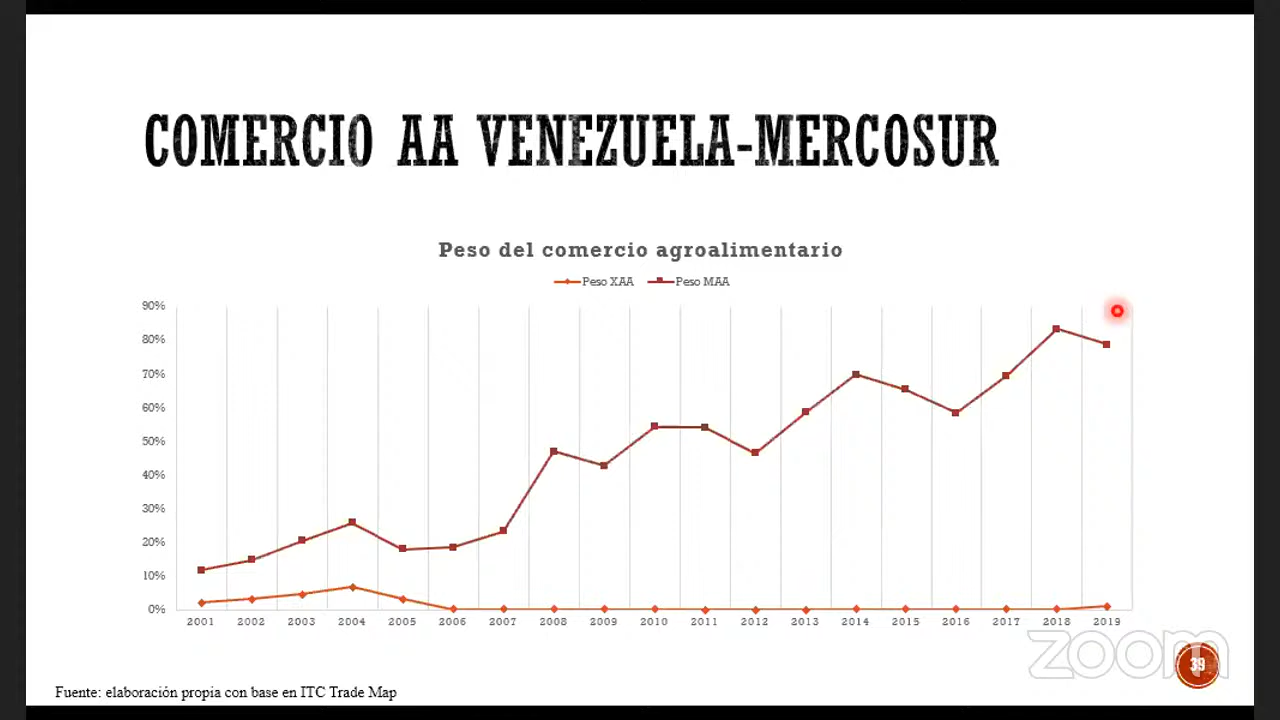 COMERCIO AA VENEZUELA-MERCOSUR
Peso del comercio agroalimentario
Peso XAA Peso MAA
90%
80%
70%
60%
50%
40%
30%
20%
10%
0%
2001 2002 2003 2004 2005 2006 2007 2008 2009 2010 2011 2012 2013 2014 2015 2016 2017 2018 2019
zoom
39
Fuente: elaboración propia con base en ITC Trade Map